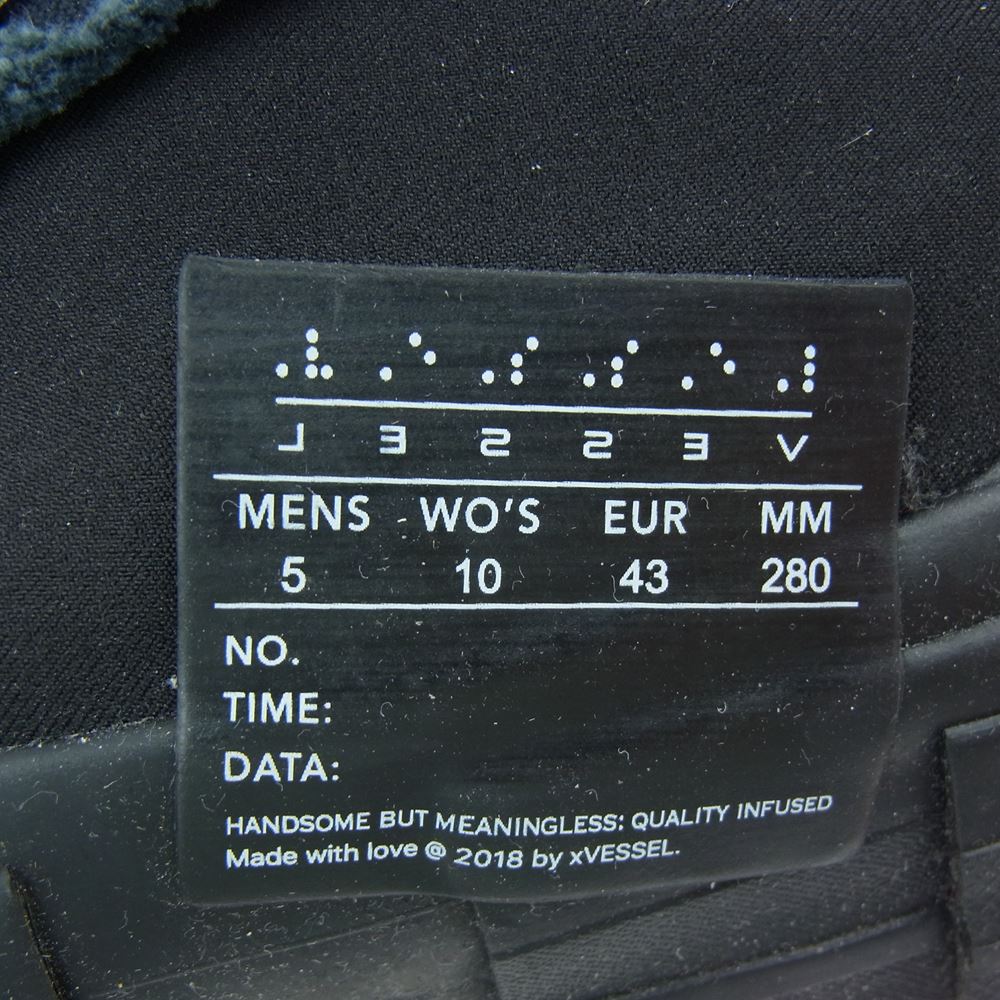 VESSEL
MENS WO'S EUR MM
5 10 43 280
NO.
TIME:
DATA:
HANDSOME BUT MEANINGLESS: QUALITY INFUSED
Made with love @ 2018 by xVESSEL.